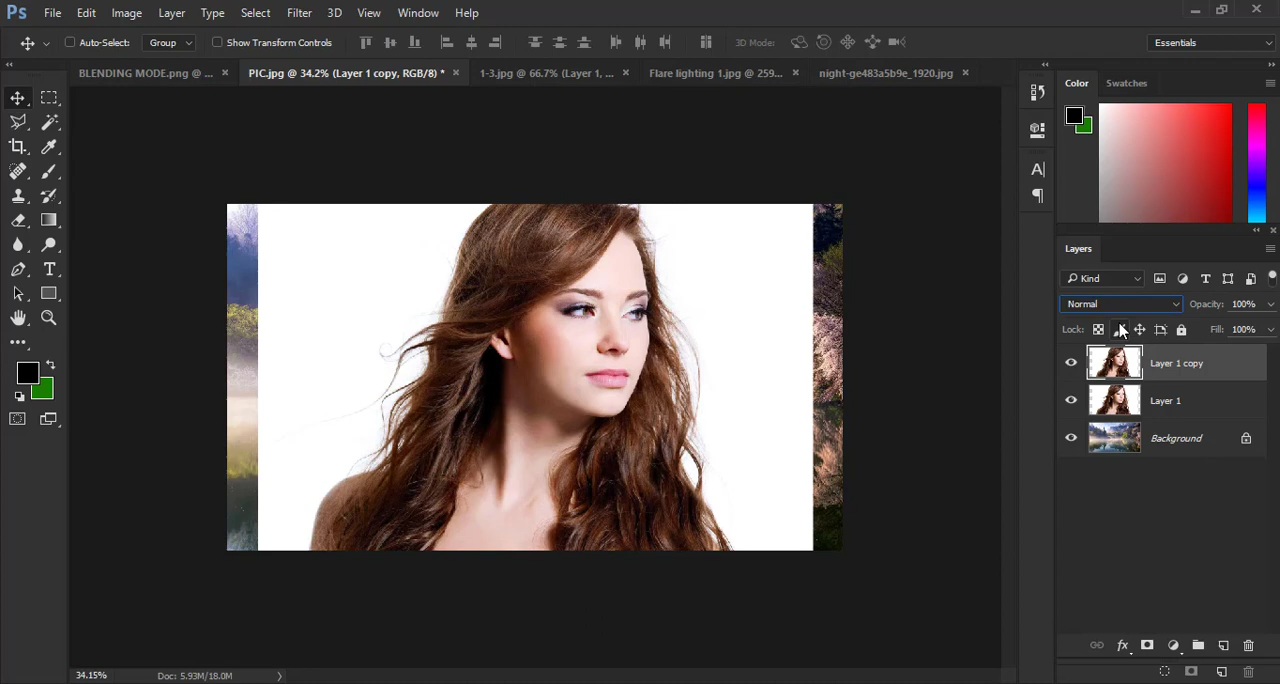 Ps File Edit Image Layer Type Select Filter 3D View Window Help
Auto-Select: Group Show Transform Controls 3D Mode: Essentials
BLENDING MODE.png @ ... × PIC.jpg @ 34.2% (Layer 1 copy, RGB/8) * × 1-3.jpg @ 66.7% (Layer 1, ... × Flare lighting 1.jpg @ 259... × night-ge483a5b9e_1920.jpg ×
Color Swatches
Layers
Kind
Normal Opacity: 100%
Lock: Fill: 100%
Layer 1 copy
Layer 1
Background
34.15% Doc: 5.93M/18.0M